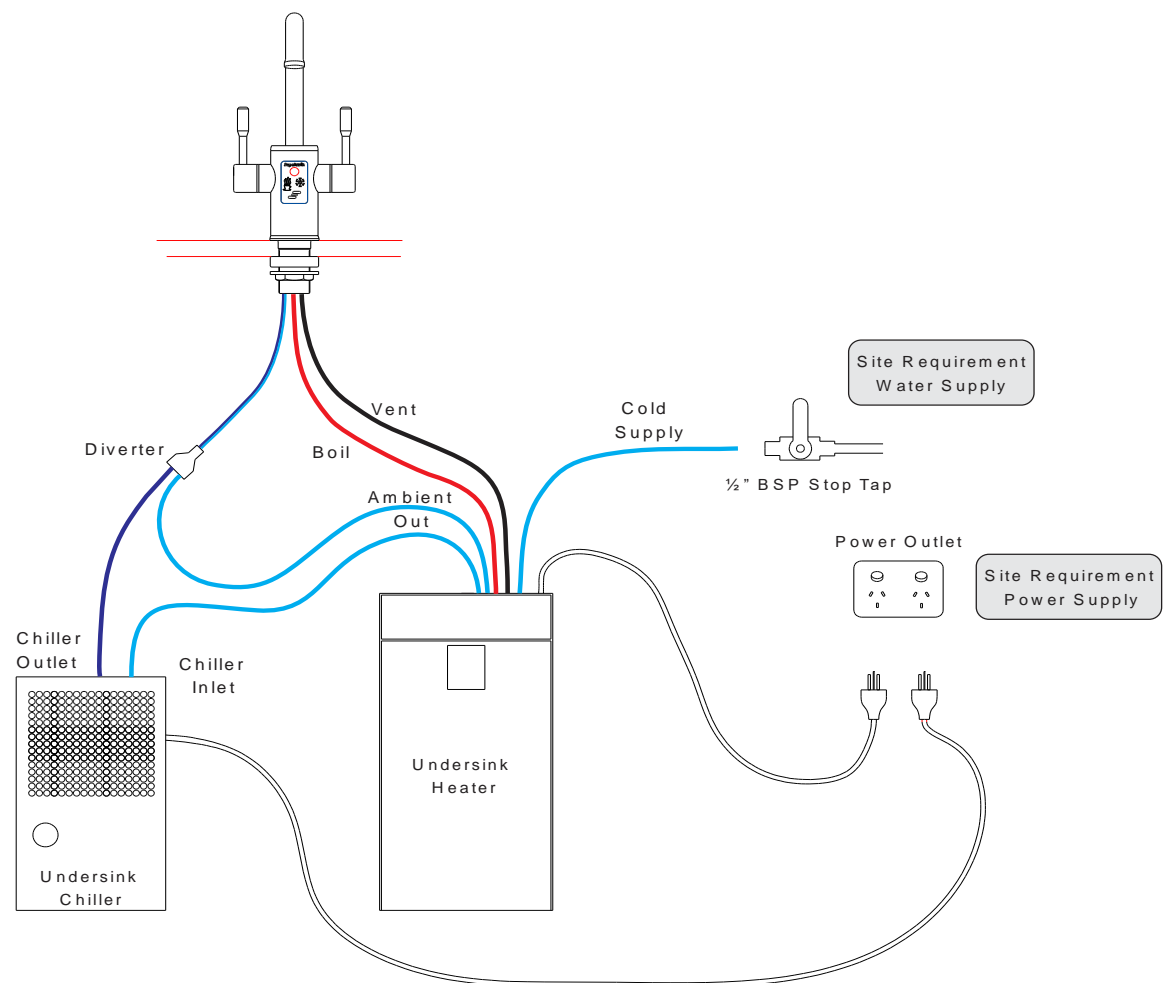 Site Requirement
Water Supply
Cold
Supply
Vent
Diverter
Boil
½" BSP Stop Tap
Ambient
Out
Power Outlet
Site Requirement
Power Supply
Chiller
Outlet
Chiller
Inlet
Undersink
Heater
Undersink
Chiller